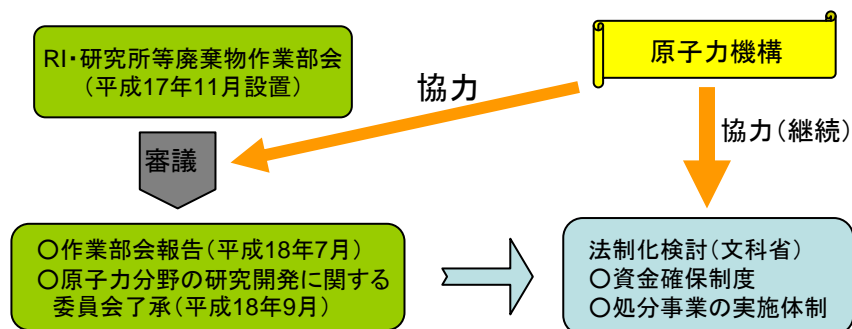 RI・研究所等廃棄物作業部会
（平成17年11月設置）
原子力機構
協力
協力（継続）
審議
○作業部会報告（平成18年7月）
○原子力分野の研究開発に関する
委員会了承（平成18年9月）
法制化検討（文科省）
○資金確保制度
○処分事業の実施体制